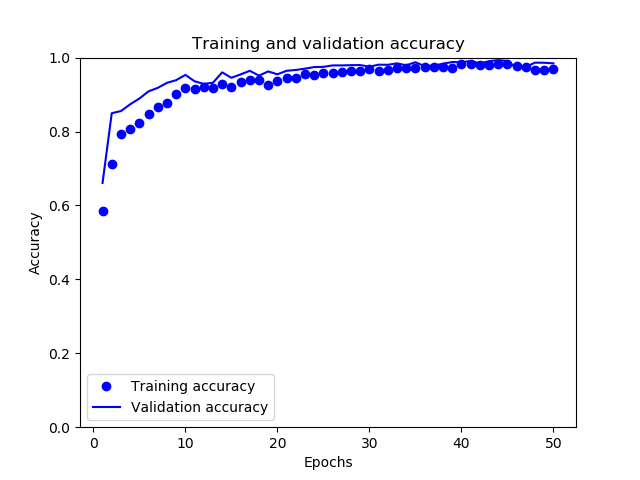 Training and validation accuracy
1.0
0.8
0.6
0.4
0.2
0.0
Accuracy
Training accuracy
Validation accuracy
0 10 20 30 40 50
Epochs